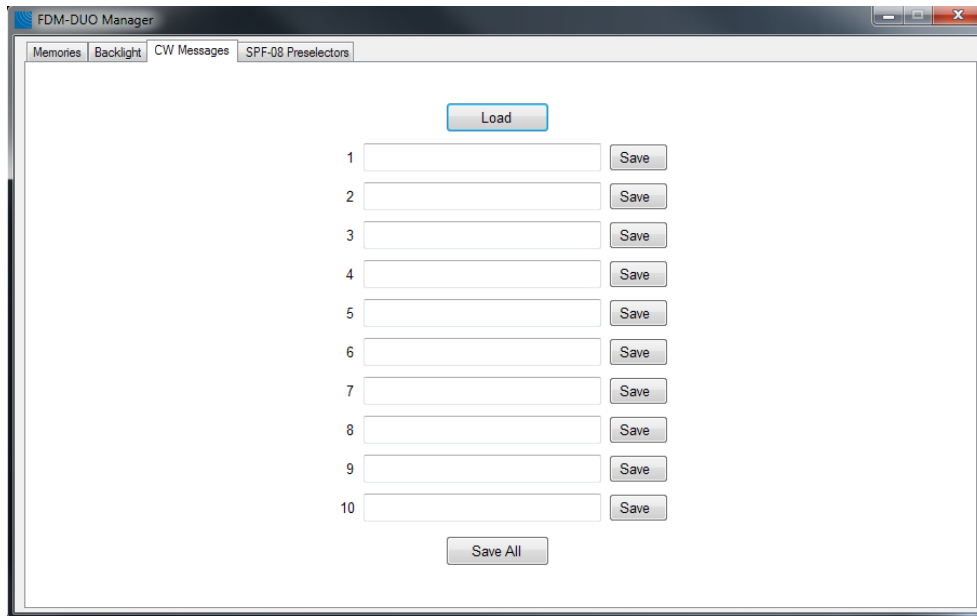 FDM-DUO Manager
Memories Backlight CW Messages SPF-08 Preselectors
Load
1 Save
2 Save
3 Save
4 Save
5 Save
6 Save
7 Save
8 Save
9 Save
10 Save
Save All